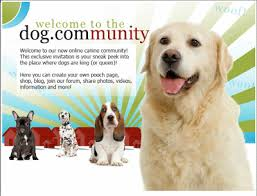 woof!
welcome to the
dog.community
Welcome to our new online canine community!
This exclusive invitation is your sneak peek into
the place where dogs are king (or queen)!
Here you can create your own pooch page,
shop, blog, join our forum, share photos, videos,
information and more!